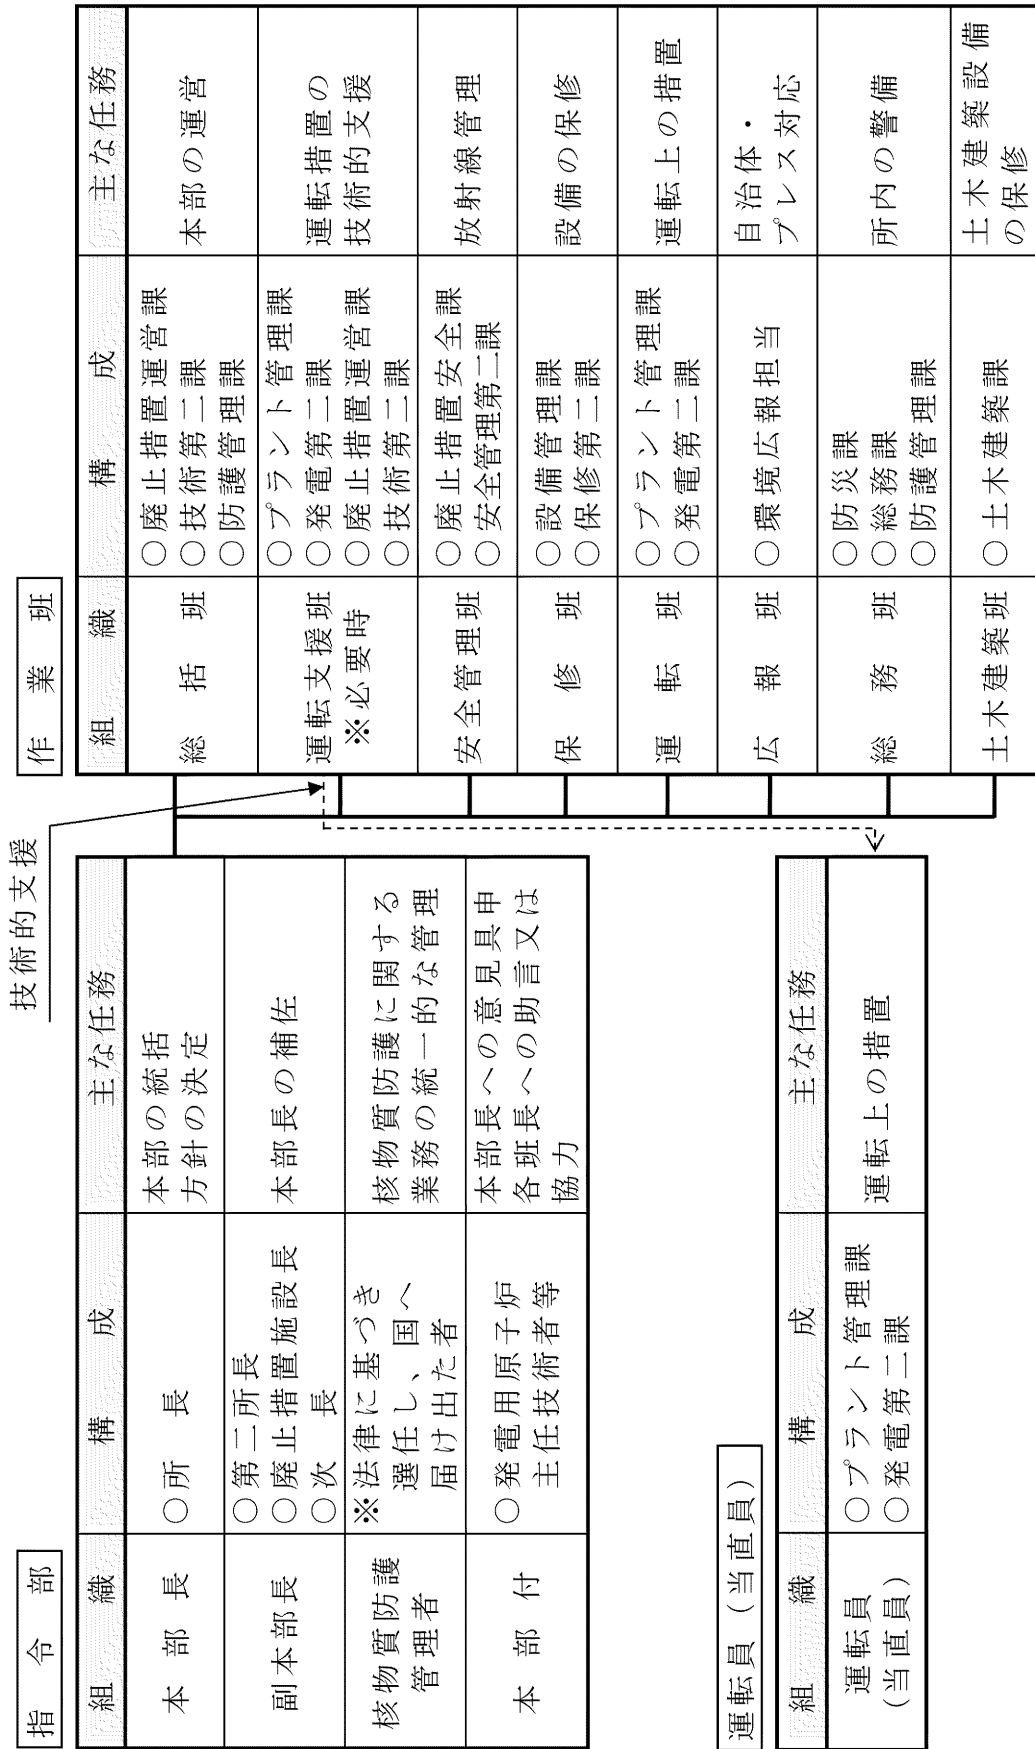 指令部
組織 構成 主な任務
本部長 ○所長 本部の統括
方針の決定
副本部長 ○第二所長
○廃止措置施設長
○次長
本部長の補佐
核物質防護
管理者
※法律に基づき
選任し、国へ
届け出た者
核物質防護に関する
業務の統一的な管理
本部付
○発電用原子炉
主任技術者等
本部長への意見具申
各班長への助言又は
協力
運転員(当直員)
組織 構成 主な任務
運転員
(当直員)
○プラント管理課
○発電第二課
運転上の措置
技術的支援
作業班
組織 構成 主な任務
総括班
○廃止措置運営課
○技術第二課
○防護管理課
本部の運営
運転支援班
※必要時
○プラント管理課
○発電第二課
○廃止措置運営課
○技術第二課
運転措置の
技術的支援
安全管理班
○廃止措置安全課
○安全管理第二課
放射線管理
保修班
○設備管理課
○保修第二課
設備の保修
運転班
○プラント管理課
○発電第二課
運転上の措置
広報班
○環境広報担当
自治体・
プレス対応
総務班
○防災課
○総務課
○防護管理課
所内の警備
土木建築班
○土木建築課
土木建築設備
の保修